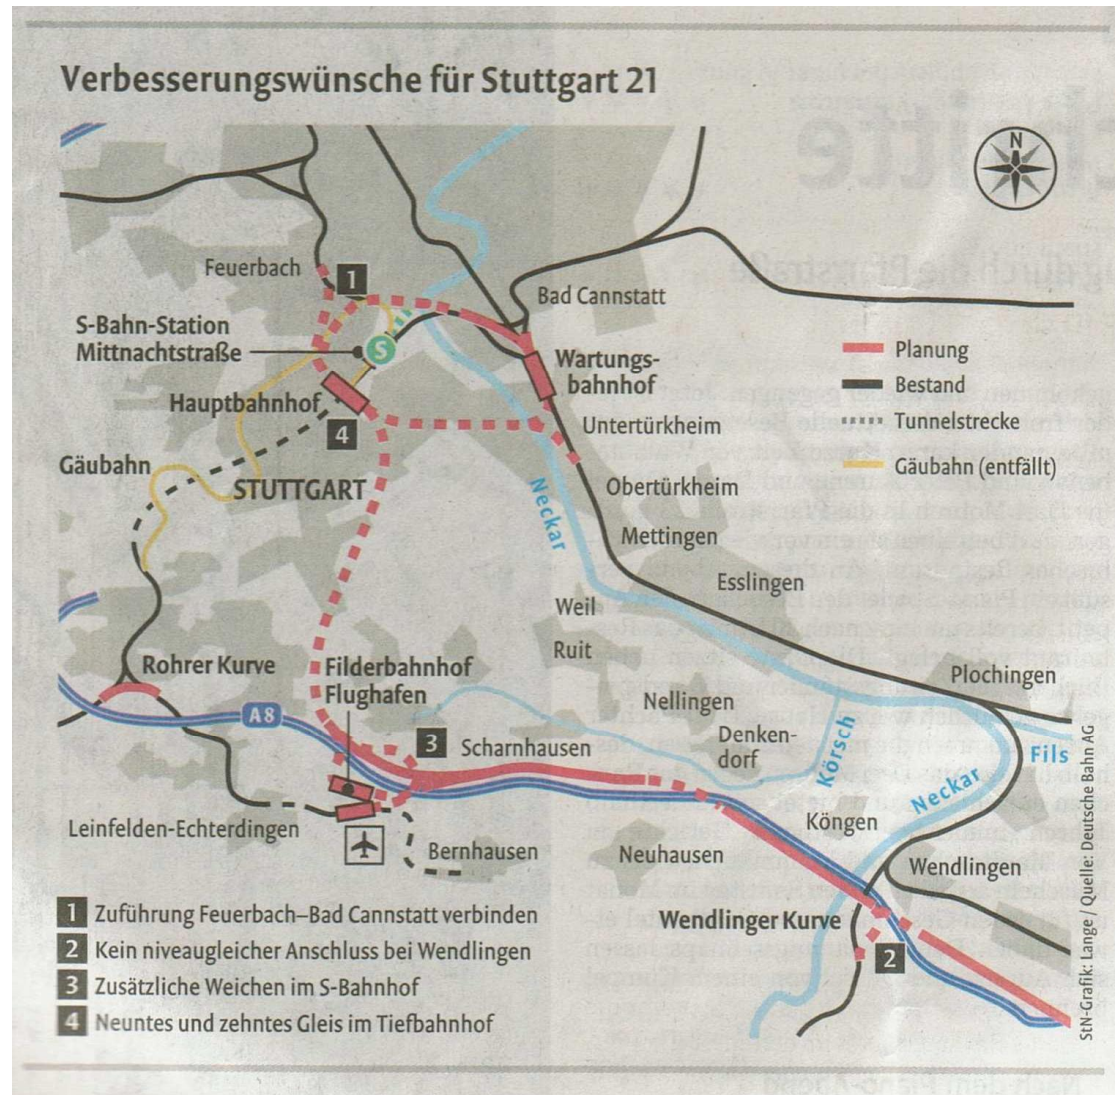 Verbesserungswünsche für Stuttgart 21
N
Feuerbach
1
Bad Cannstatt
S-Bahn-Station
Mittnachtstraße
S
Wartungs-
bahnhof
Planung
Bestand
Tunnelstrecke
Gäubahn (entfällt)
Hauptbahnhof
4
Untertürkheim
Gäubahn
STUTTGART
Neckar
Obertürkheim
Mettingen
Esslingen
Weil
Ruit
Rohrer Kurve
Filderbahnhof
Flughafen
Plochingen
Nellingen
A8
3
Scharnhausen
Denken-
dorf
Körsch
Fils
Neckar
Leinfelden-Echterdingen
Bernhausen
Neuhausen
Köngen
Wendlingen
Wendlinger Kurve
2
1 Zuführung Feuerbach–Bad Cannstatt verbinden
2 Kein niveaugleicher Anschluss bei Wendlingen
3 Zusätzliche Weichen im S-Bahnhof
4 Neuntes und zehntes Gleis im Tiefbahnhof
StN-Grafik: Lange / Quelle: Deutsche Bahn AG